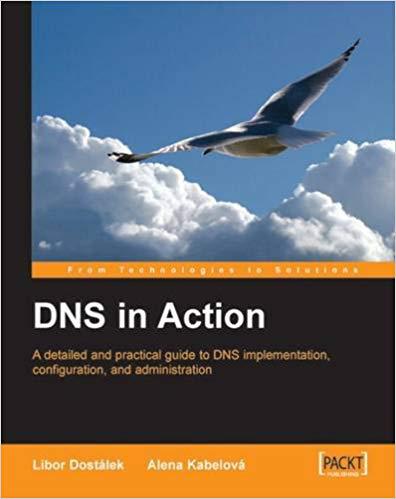 From Technologies to Solutions
DNS in Action
A detailed and practical guide to DNS implementation,
configuration, and administration
Libor Dostálek Alena Kabelová
PACKT
PUBLISHING